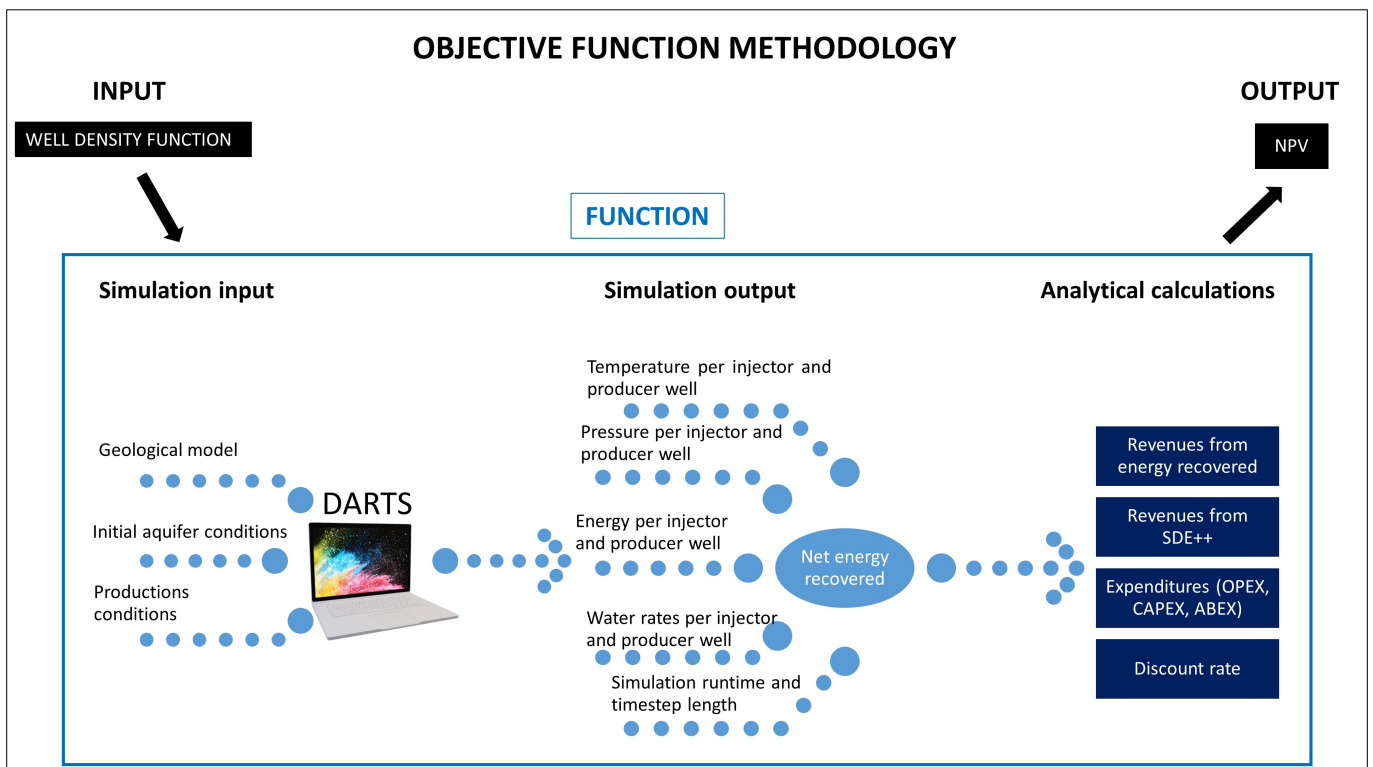 OBJECTIVE FUNCTION METHODOLOGY
INPUT
OUTPUT
WELL DENSITY FUNCTION
NPV
FUNCTION
Simulation input
Simulation output
Analytical calculations
Geological model
Initial aquifer conditions
Productions
conditions
DARTS
Temperature per injector and
producer well
Pressure per injector and
producer well
Energy per injector
and producer well
Water rates per injector
and producer well
Simulation runtime and
timestep length
Net energy
recovered
Revenues from
energy recovered
Revenues from
SDE++
Expenditures (OPEX,
CAPEX, ABEX)
Discount rate